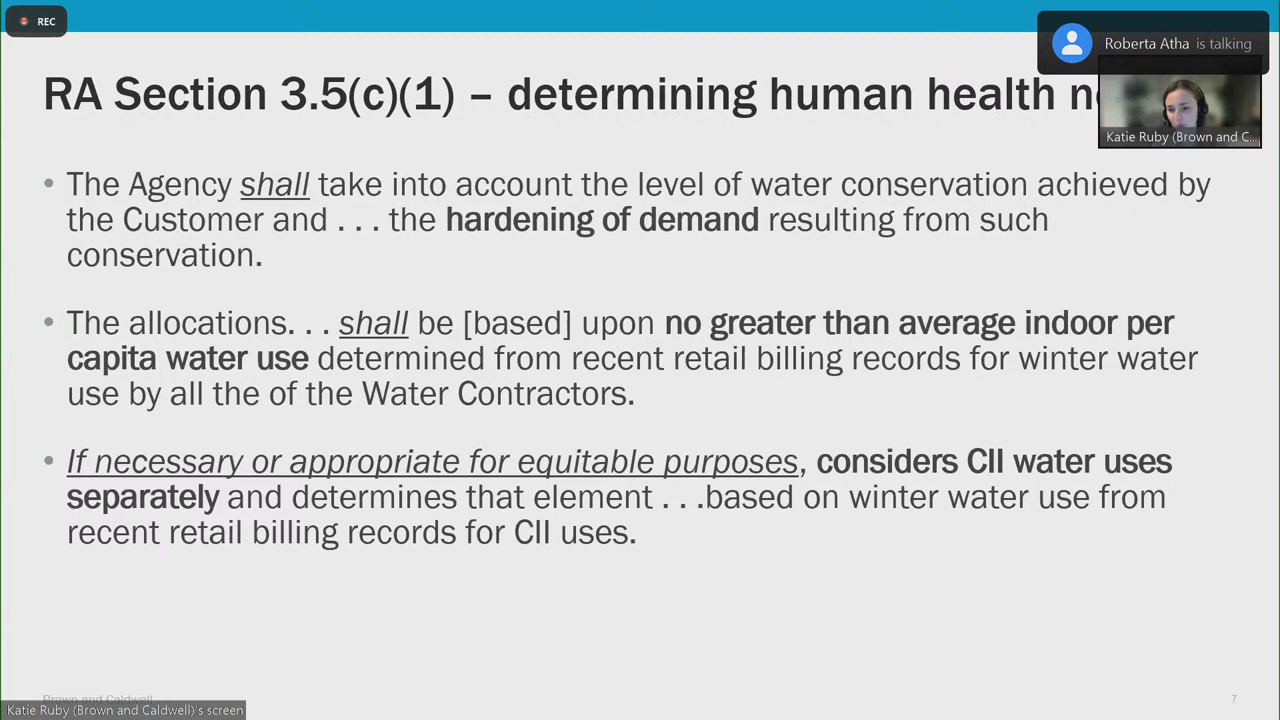 REC
Roberta Atha is talking
RA Section 3.5(c)(1) – determining human health
Katie Ruby (Brown and C...
• The Agency shall take into account the level of water conservation achieved by
the Customer and . . . the hardening of demand resulting from such
conservation.
• The allocations. . . shall be [based] upon no greater than average indoor per
capita water use determined from recent retail billing records for winter water
use by all the of the Water Contractors.
• If necessary or appropriate for equitable purposes, considers CII water uses
separately and determines that element . . .based on winter water use from
recent retail billing records for CII uses.
Brown and Caldwell
7
Katie Ruby (Brown and Caldwell)'s screen